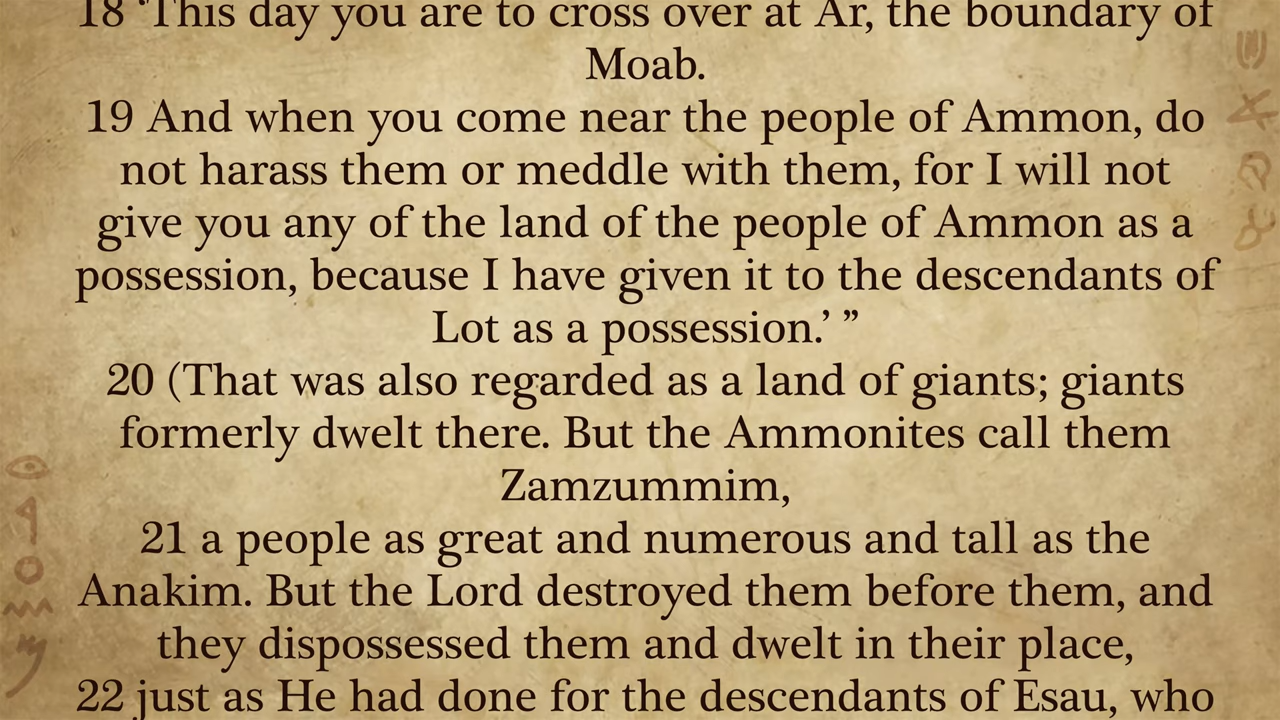 18 ‘This day you are to cross over at Ar, the boundary of
Moab.
19 And when you come near the people of Ammon, do
not harass them or meddle with them, for I will not
give you any of the land of the people of Ammon as a
possession, because I have given it to the descendants of
Lot as a possession.’ ”
20 (That was also regarded as a land of giants; giants
formerly dwelt there. But the Ammonites call them
Zamzummim,
21 a people as great and numerous and tall as the
Anakim. But the Lord destroyed them before them, and
they dispossessed them and dwelt in their place,
22 just as He had done for the descendants of Esau, who